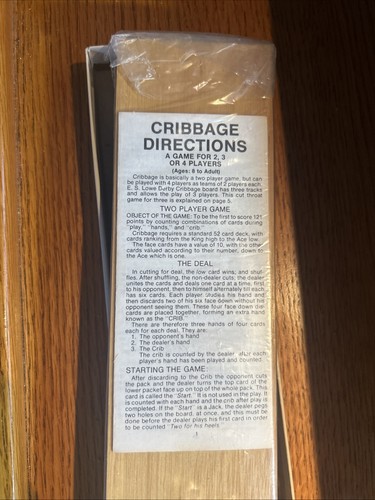 CRIBBAGE
DIRECTIONS
A GAME FOR 2, 3
OR 4 PLAYERS
(Ages: 8 to Adult)
Cribbage is basically a two player game, but can
be played with 4 players as teams of 2 players each.
E. S. Lowe Derby Cribbage board has three tracks
and allows the play of 3 players. This cut throat
game for three is explained on page 5.
TWO PLAYER GAME
OBJECT OF THE GAME: To be the first to score 121
points by counting combinations of cards during
"play," "hands," and "crib."
Cribbage requires a standard 52 card deck, with
cards ranking from the King high to the Ace low.
The face cards have a value of 10, with the other
cards valued according to their number, down to
the Ace which is one.
THE DEAL
In cutting for deal, the low card wins, and shuf-
fles. After shuffling, the non-dealer cuts; the dealer
unites the cards and deals one card at a time, first
to his opponent, then to himself alternately till each
has six cards. Each player studies his hand and
then discards two of his six face down without his
opponent seeing them. These four face down
cards are placed together, forming an extra hand
known as the "CRIB."
There are therefore three hands of four cards
each for each deal. They are:
1. The opponent's hand
2. The dealer's hand
3. The Crib
The crib is counted by the dealer after each
player's hand has been played and counted.
STARTING THE GAME:
After discarding to the Crib the opponent cuts
the pack and the dealer turns the top card of the
lower packet face up on top of the whole pack. This
card is called the "Start." It is not used in the play. It
is counted with each hand and the crib after play is
completed. If the "Start" is a Jack, the dealer pegs
two holes on the board, at once, and this must be
done before the dealer plays his first card in order
to be counted "Two for his heels"
1